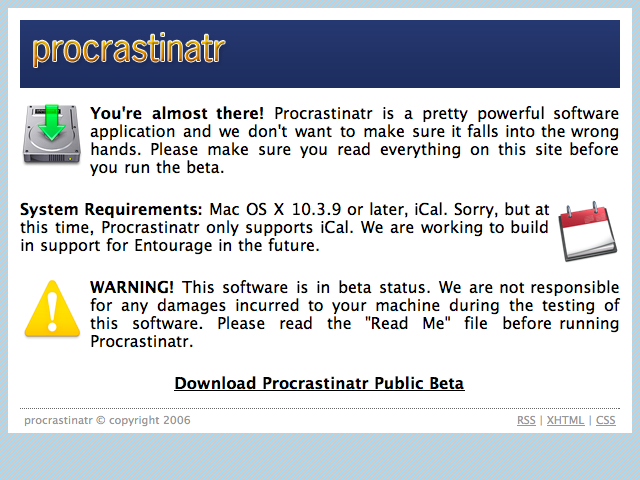 procrastinatr
You're almost there! Procrastinatr is a pretty powerful software
application and we don't want to make sure it falls into the wrong
hands. Please make sure you read everything on this site before
you run the beta.
System Requirements: Mac OS X 10.3.9 or later, iCal. Sorry, but at
this time, Procrastinatr only supports iCal. We are working to build
in support for Entourage in the future.
WARNING! This software is in beta status. We are not responsible
for any damages incurred to your machine during the testing of
this software. Please read the "Read Me" file before running
Procrastinatr.
Download Procrastinatr Public Beta
procrastinatr © copyright 2006 RSS | XHTML | CSS